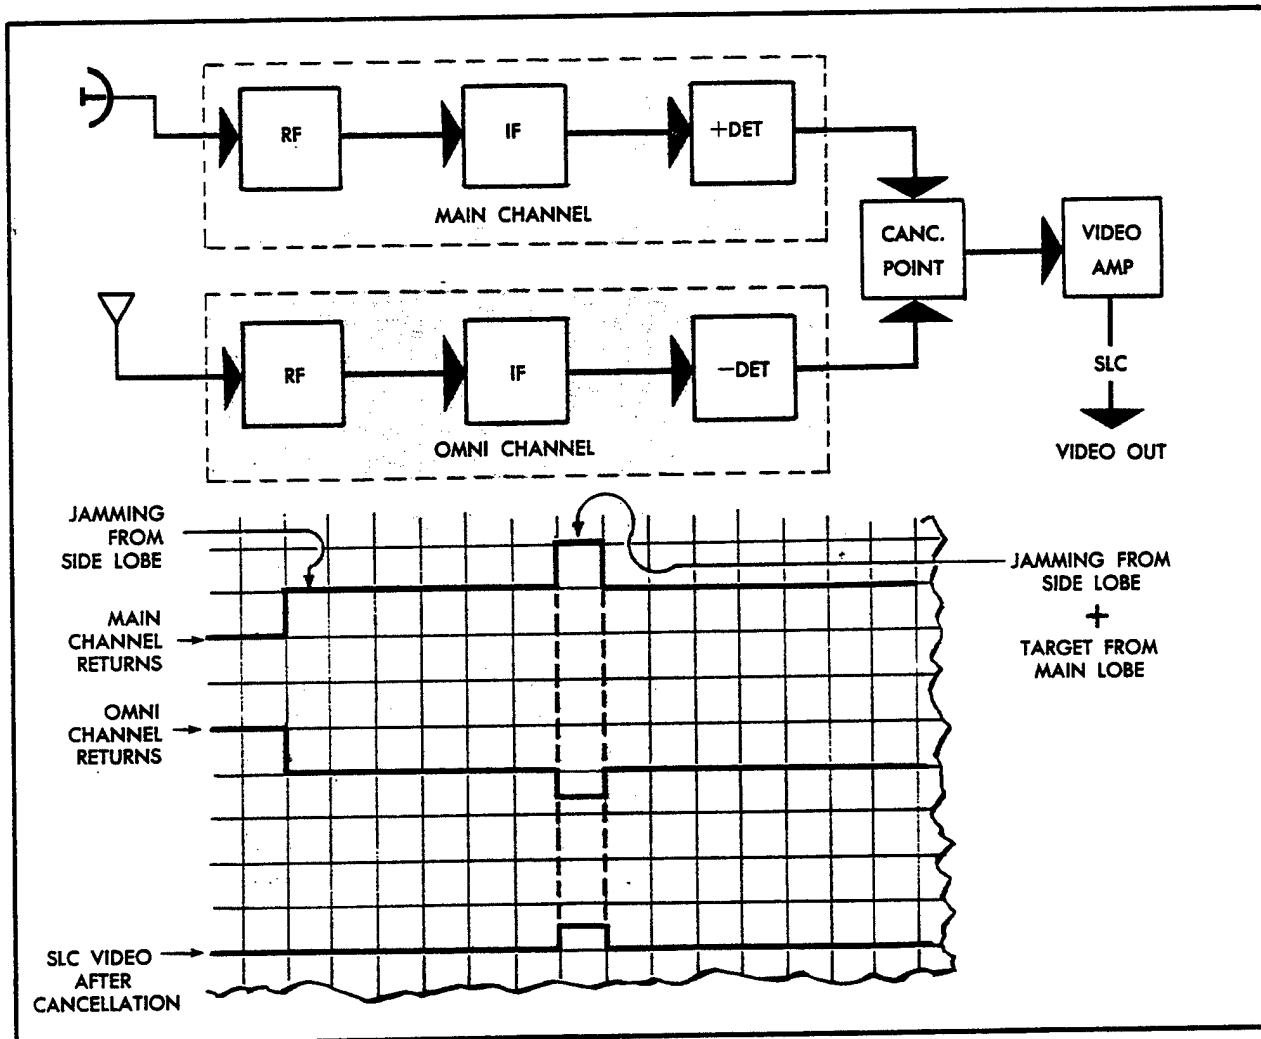 RF
IF
+DET
MAIN CHANNEL
CANC.
POINT
VIDEO
AMP
RF
IF
−DET
OMNI CHANNEL
SLC
VIDEO OUT
JAMMING
FROM
SIDE LOBE
JAMMING FROM
SIDE LOBE
+
TARGET FROM
MAIN LOBE
MAIN
CHANNEL
RETURNS
OMNI
CHANNEL
RETURNS
SLC VIDEO
AFTER
CANCELLATION